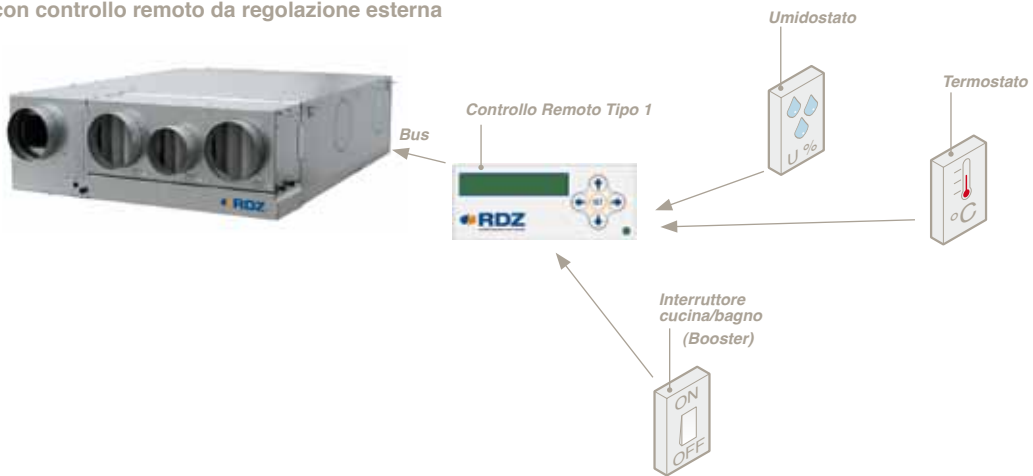 con controllo remoto da regolazione esterna
Umidostato
Termostato
Controllo Remoto Tipo 1
Bus
U %
°C
RDZ
RDZ
Interruttore
cucina/bagno
(Booster)
ON
OFF